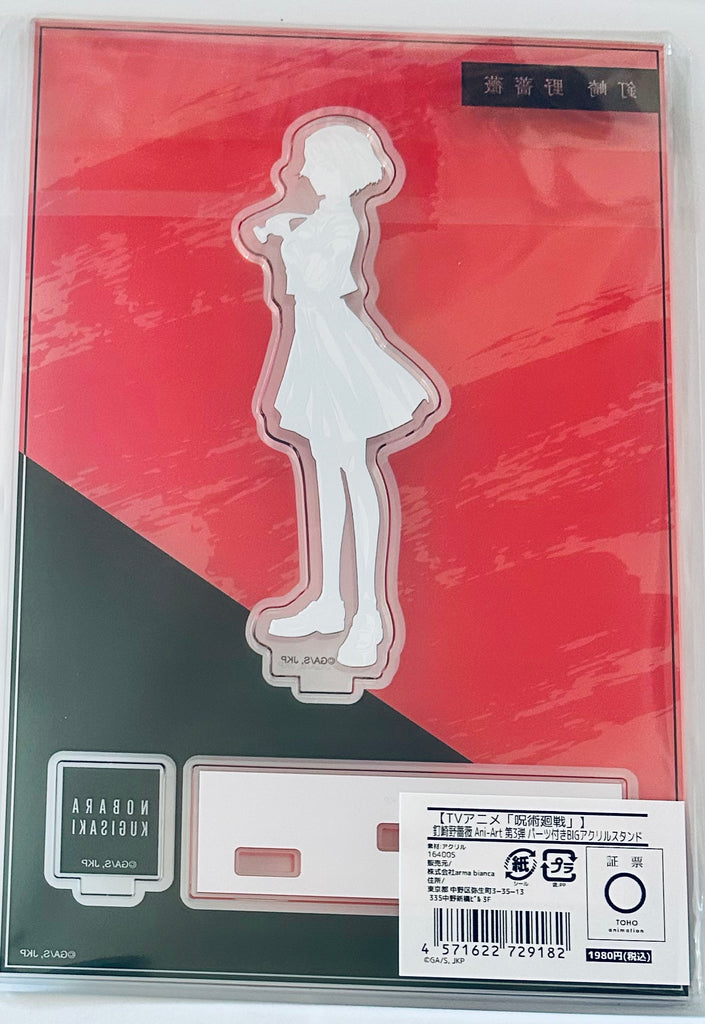 釘崎 野薔薇
©GA/S, JKP
NOBARA
KUGISAKI
©GA/S, JKP
©GA/S, JKP
【TVアニメ「呪術廻戦」】
釘崎野薔薇 Ani-Art 第3弾 パーツ付きBIGアクリルスタンド
素材:アクリル
164005
販売元/
株式会社arma bianca
住所/
東京都 中野区弥生町3-35-13
335中野新橋ﾋﾞﾙ 3F
紙
シール
プラ
証票
TOHO
animation
4 571622 729182
1980円(税込)
©GA/S, JKP